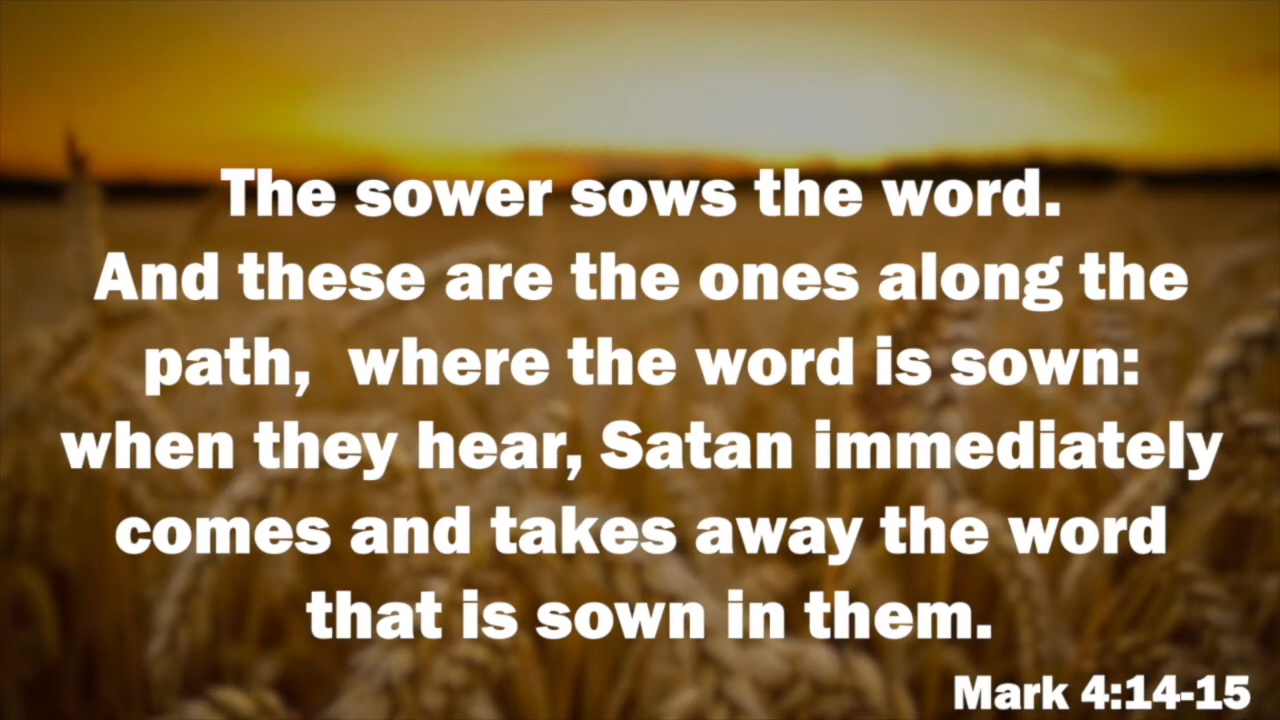 The sower sows the word.
And these are the ones along the
path,  where the word is sown:
when they hear, Satan immediately
comes and takes away the word
that is sown in them.
Mark 4:14-15